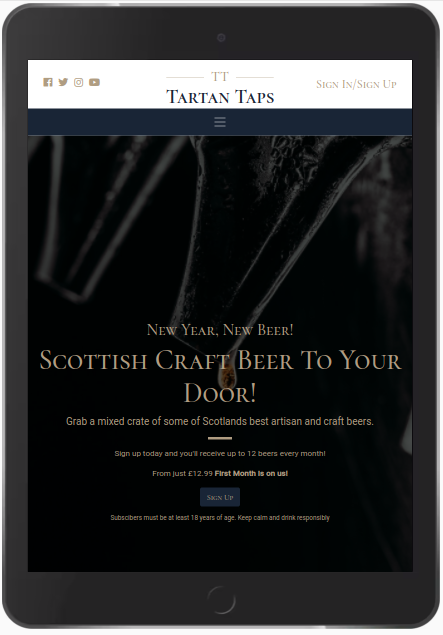 TT
Tartan Taps
Sign In/Sign Up
New Year, New Beer!
Scottish Craft Beer To Your
Door!
Grab a mixed crate of some of Scotlands best artisan and craft beers.
Sign up today and you'll receive up to 12 beers every month!
From just £12.99 First Month is on us!
Sign Up
Subscibers must be at least 18 years of age. Keep calm and drink responsibly